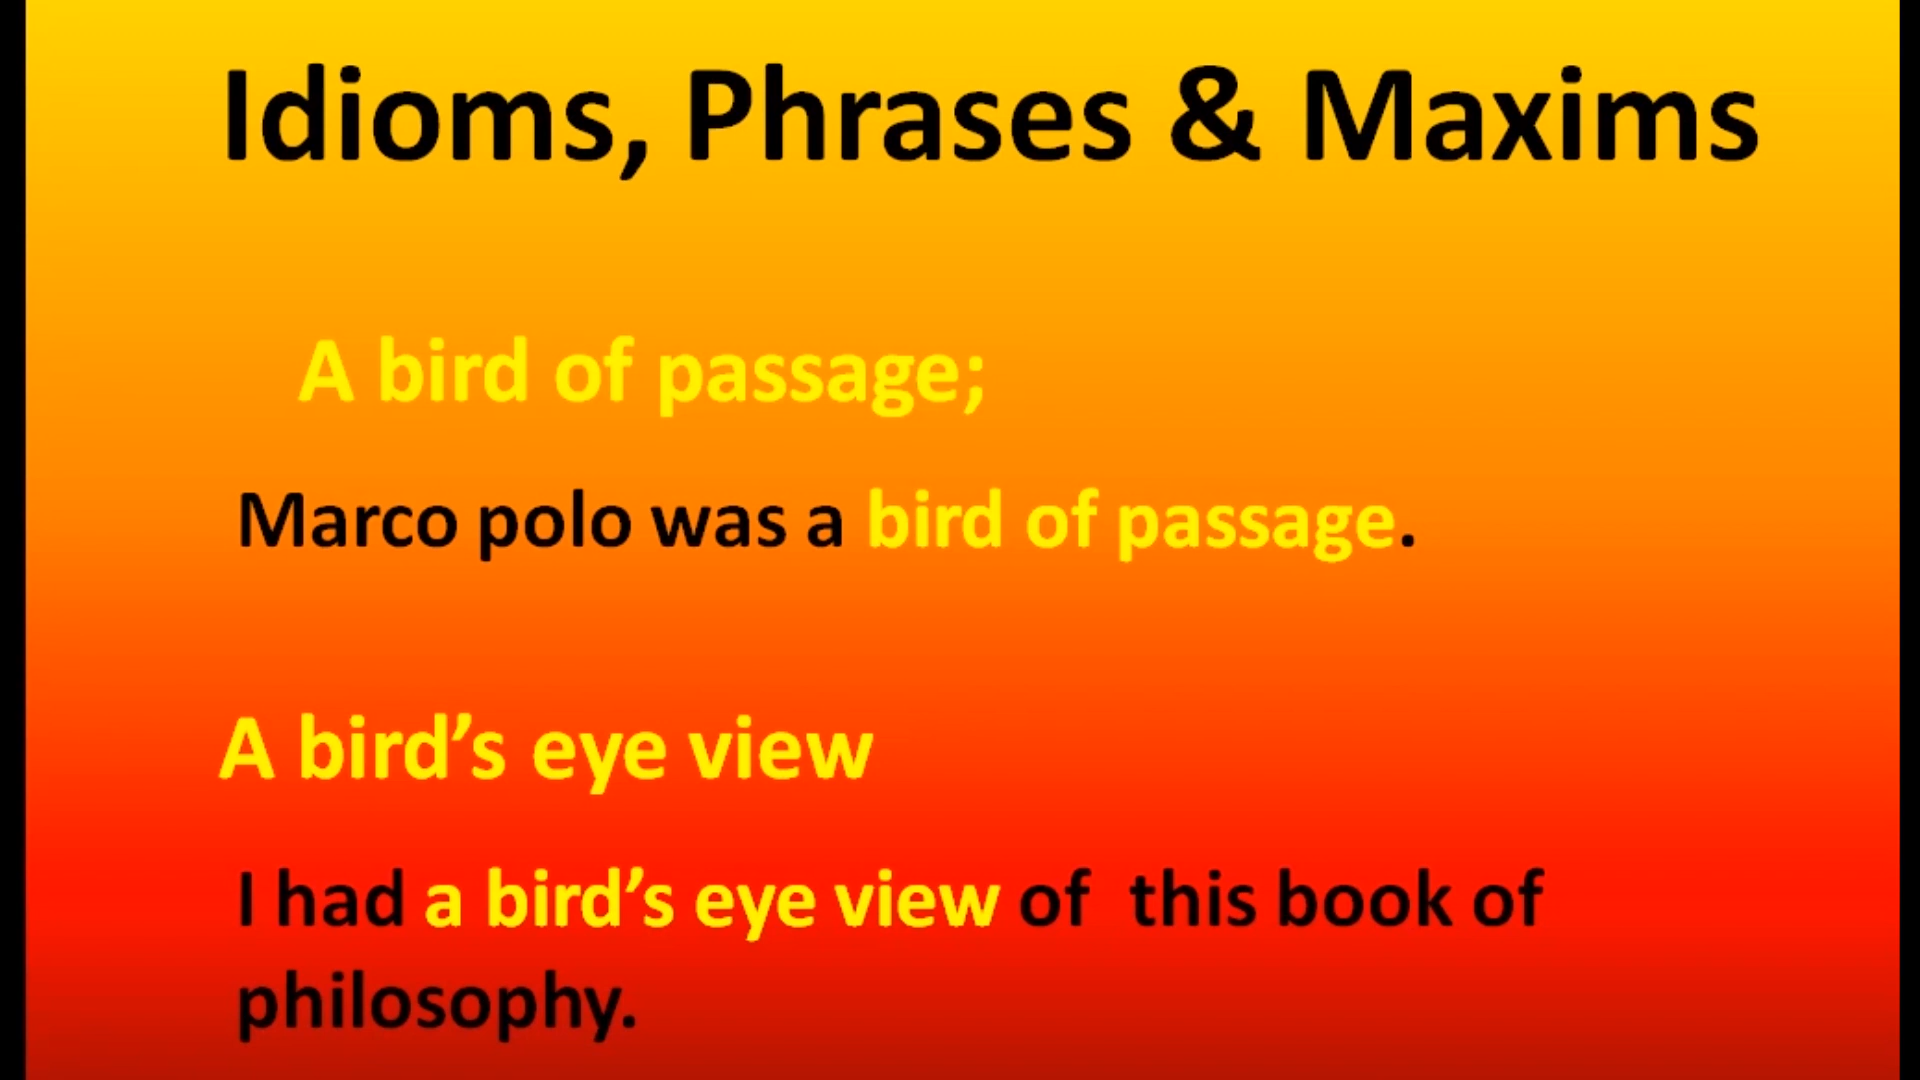 Idioms, Phrases & Maxims
A bird of passage;
Marco polo was a bird of passage.
A bird’s eye view
I had a bird’s eye view of  this book of
philosophy.